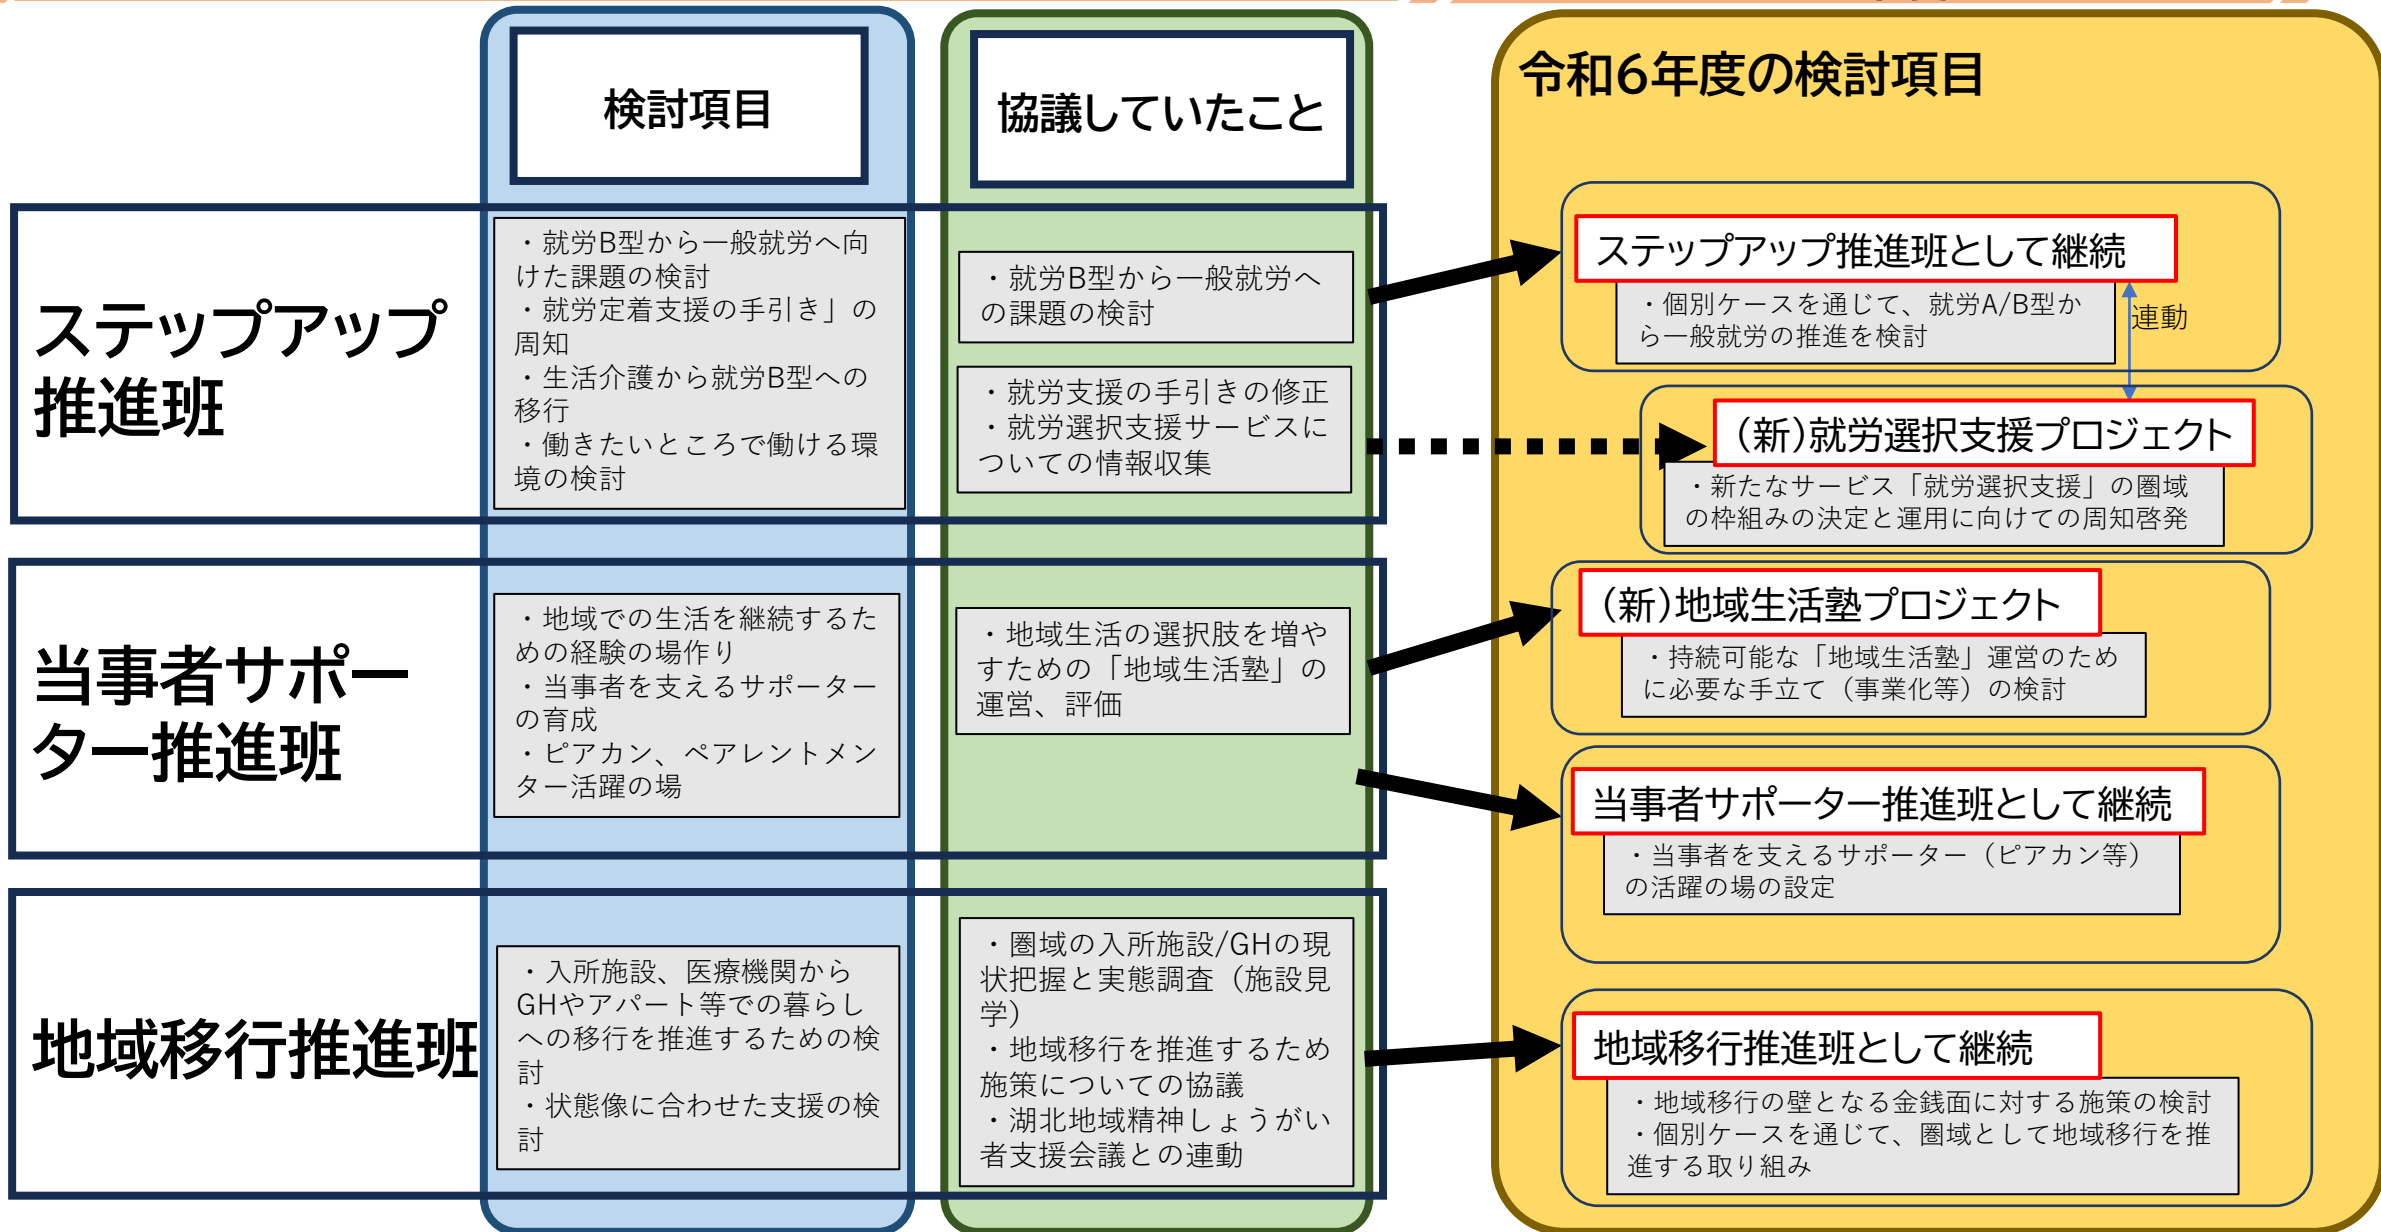 検討項目
協議していたこと
令和6年度の検討項目
ステップアップ
推進班
・就労B型から一般就労へ向
けた課題の検討
・就労定着支援の手引き」の
周知
・生活介護から就労B型への
移行
・働きたいところで働ける環
境の検討
・就労B型から一般就労へ
の課題の検討
・就労支援の手引きの修正
・就労選択支援サービスに
ついての情報収集
ステップアップ推進班として継続
・個別ケースを通じて、就労A/B型か
ら一般就労の推進を検討
連動
(新)就労選択支援プロジェクト
・新たなサービス「就労選択支援」の圏域
の枠組みの決定と運用に向けての周知啓発
当事者サポー
ター推進班
・地域での生活を継続するた
めの経験の場作り
・当事者を支えるサポーター
の育成
・ピアカン、ペアレントメン
ター活躍の場
・地域生活の選択肢を増や
すための「地域生活塾」の
運営、評価
(新)地域生活塾プロジェクト
・持続可能な「地域生活塾」運営のため
に必要な手立て（事業化等）の検討
当事者サポーター推進班として継続
・当事者を支えるサポーター（ピアカン等）
の活躍の場の設定
地域移行推進班
・入所施設、医療機関から
GHやアパート等での暮らし
への移行を推進するための検
討
・状態像に合わせた支援の検
討
・圏域の入所施設/GHの現
状把握と実態調査（施設見
学）
・地域移行を推進するため
施策についての協議
・湖北地域精神しょうがい
者支援会議との連動
地域移行推進班として継続
・地域移行の壁となる金銭面に対する施策の検討
・個別ケースを通じて、圏域として地域移行を推
進する取り組み